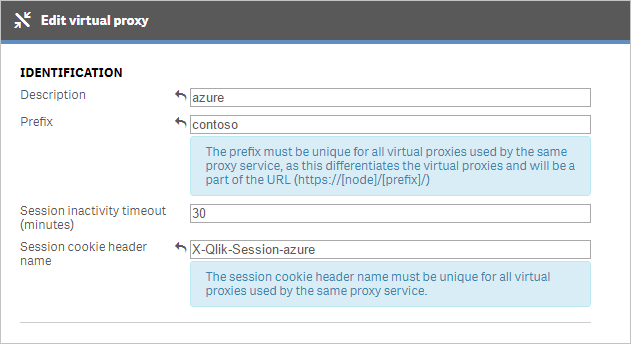 Edit virtual proxy
IDENTIFICATION
Description
azure
Prefix
contoso
The prefix must be unique for all virtual proxies used by the same
proxy service, as this differentiates the virtual proxies and will be a
part of the URL (https://[node]/[prefix]/)
Session inactivity timeout
(minutes)
30
Session cookie header
name
X-Qlik-Session-azure
The session cookie header name must be unique for all virtual
proxies used by the same proxy service.